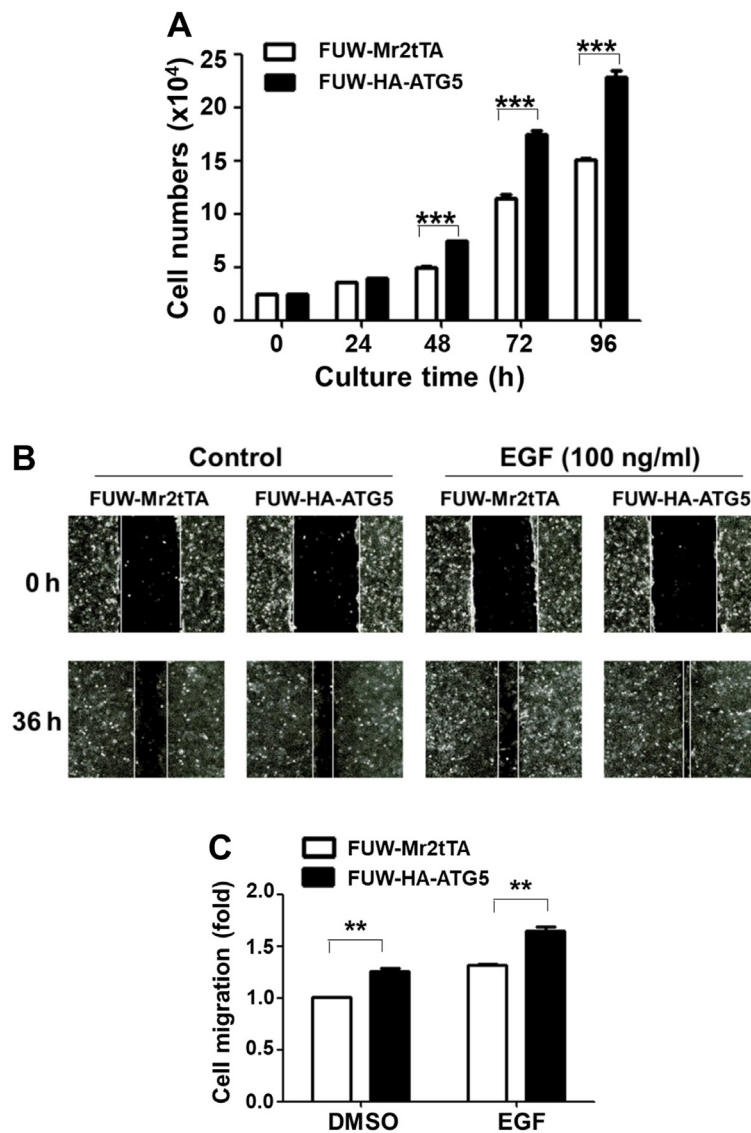 A
FUW-Mr2tTA
FUW-HA-ATG5
Cell numbers (x10⁴)
25
20
15
10
5
0
***
***
***
0 24 48 72 96
Culture time (h)
B
Control EGF (100 ng/ml)
FUW-Mr2tTA FUW-HA-ATG5 FUW-Mr2tTA FUW-HA-ATG5
0 h
36 h
C
FUW-Mr2tTA
FUW-HA-ATG5
Cell migration (fold)
2.0
1.5
1.0
0.5
0.0
**
**
DMSO EGF